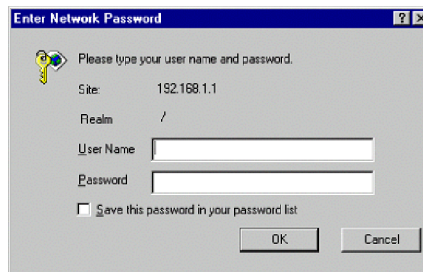 Enter Network Password
Please type your user name and password.
Site: 192.168.1.1
Realm /
User Name
Password
Save this password in your password list
OK Cancel